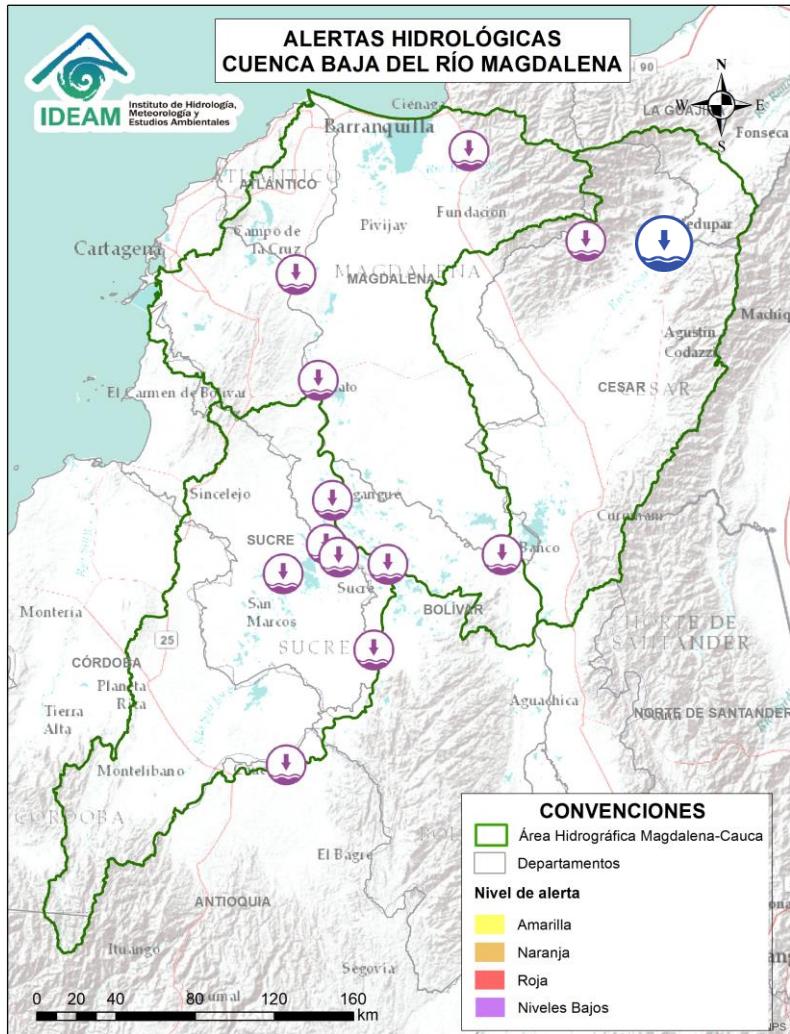 ALERTAS HIDROLÓGICAS
CUENCA BAJA DEL RÍO MAGDALENA
IDEAM
Instituto de Hidrología,
Meteorología y
Estudios Ambientales
N
W E
S
90
LA GUAJIRA
Fonseca
Ciénaga
Barranquilla
ATLÁNTICO
ATLÁNTICO
Pivijay
Fundación
Cartagena
Campo de
la Cruz
MAGDALENA
MAGDALENA
Agustín
Codazzi
El Carmen de Bolívar
CESAR
CESAR
Sincelejo
SUCRE
Banco
Sucre
San
Marcos
BOLÍVAR
Montería
25
SUCRE
NORTE DE
SANTANDER
CÓRDOBA
Planeta
Rica
Tierra
Alta
Aguachica
NORTE DE SANTANDER
Montelibano
CÓRDOBA
El Bagre
ANTIOQUIA
Ituango
Segovia
CONVENCIONES
Área Hidrográfica Magdalena-Cauca
Departamentos
Nivel de alerta
Amarilla
Naranja
Roja
Niveles Bajos
0 20 40 80 120 160
km